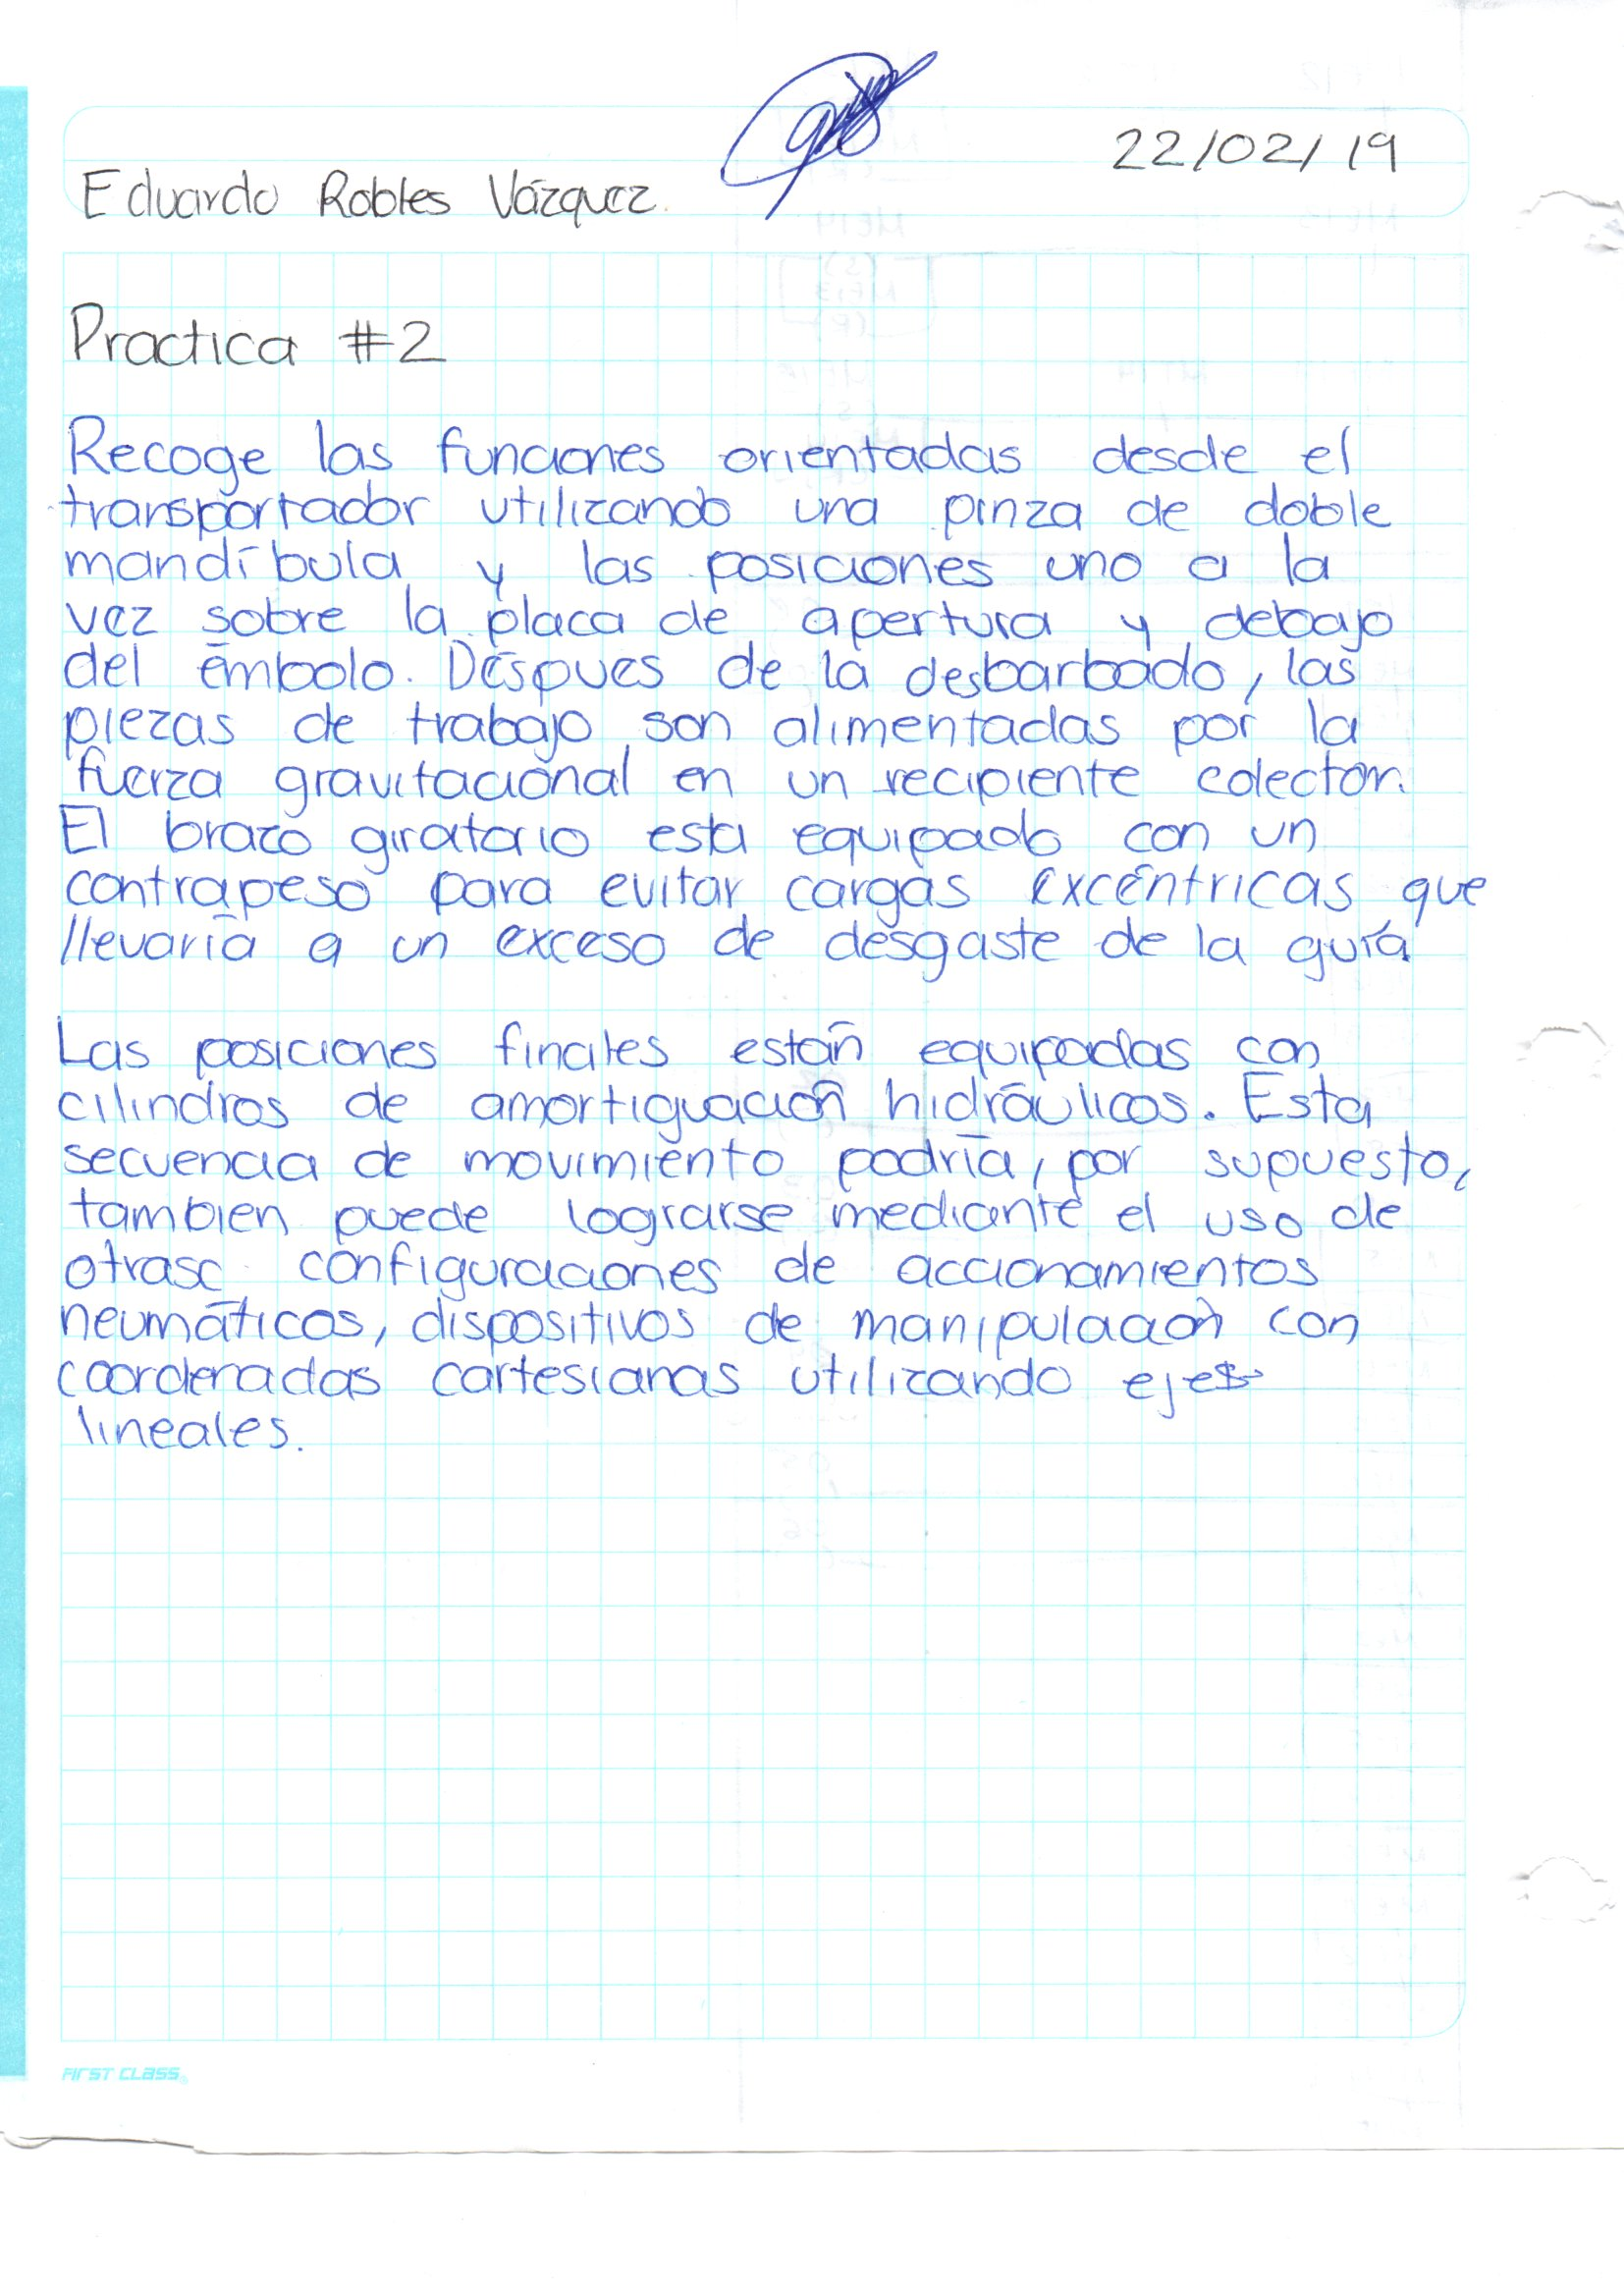 22/02/19
Eduardo Robles Vázquez.
Practica #2
Recoge las funciones orientadas desde el
transportador utilizando una pinza de doble
mandíbula y las posiciones uno a la
vez sobre la placa de apertura y debajo
del émbolo. Déspues de la desbarbado, las
piezas de trabajo son alimentadas por la
fuerza gravitacional en un recipiente colector.
El brazo giratorio esta equipado con un
contrapeso para evitar cargas excéntricas que
llevaría a un exceso de desgaste de la guía
Las posiciones finales están equipadas con
cilindros de amortiguación hidráulicos. Esta
secuencia de movimiento podría, por supuesto,
tambien puede lograrse mediante el uso de
otrasc configuraciones de accionamientos
neumáticos, dispositivos de manipulación con
coordenadas cartesianas utilizando ejes
lineales.
FIRST CLASS